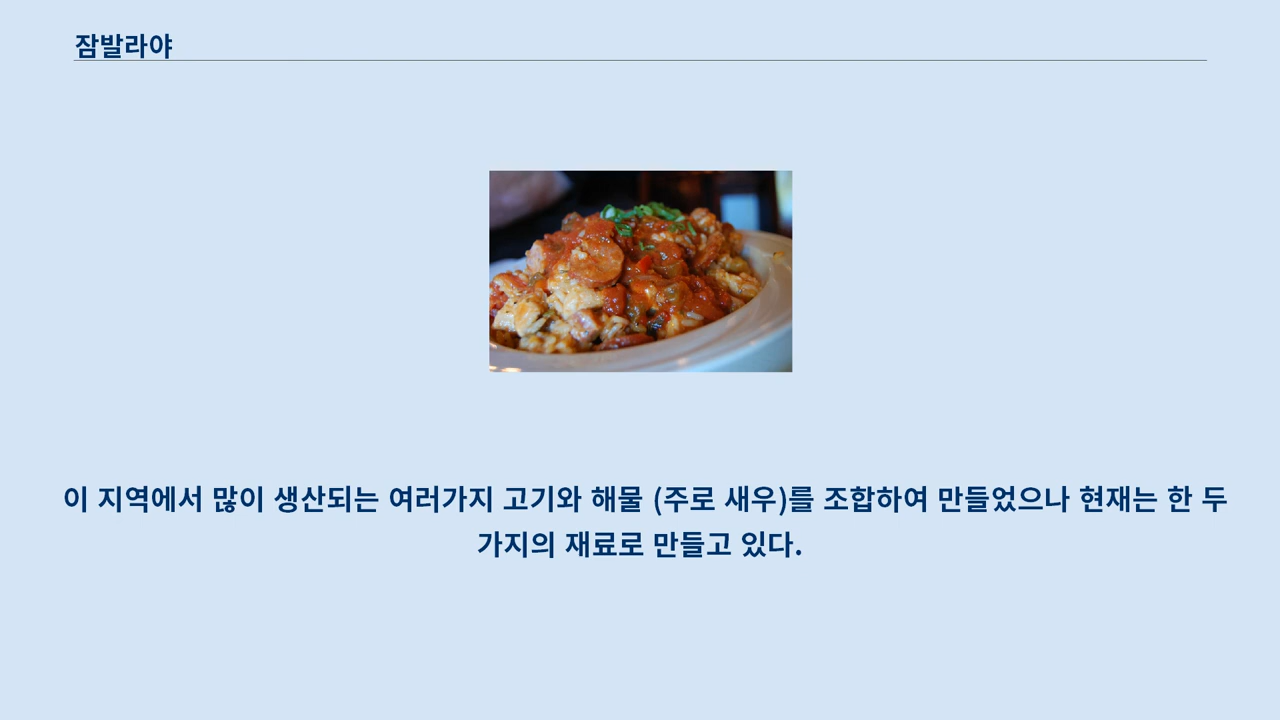 잠발라야
이 지역에서 많이 생산되는 여러가지 고기와 해물 (주로 새우)를 조합하여 만들었으나 현재는 한 두
가지의 재료로 만들고 있다.